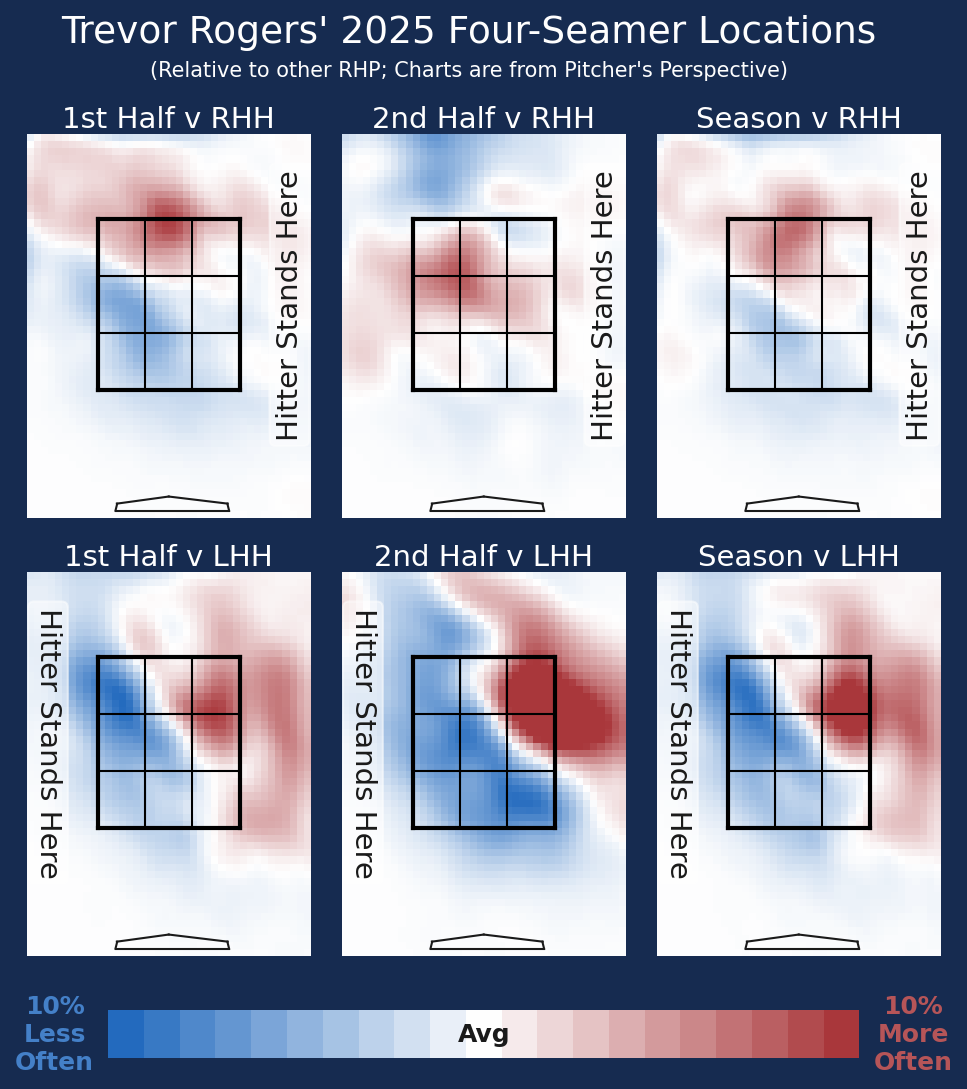 Trevor Rogers' 2025 Four-Seamer Locations
(Relative to other RHP; Charts are from Pitcher's Perspective)
1st Half v RHH
2nd Half v RHH
Season v RHH
Hitter Stands Here
Hitter Stands Here
Hitter Stands Here
1st Half v LHH
2nd Half v LHH
Season v LHH
Hitter Stands Here
Hitter Stands Here
Hitter Stands Here
10%
Less
Often
Avg
10%
More
Often